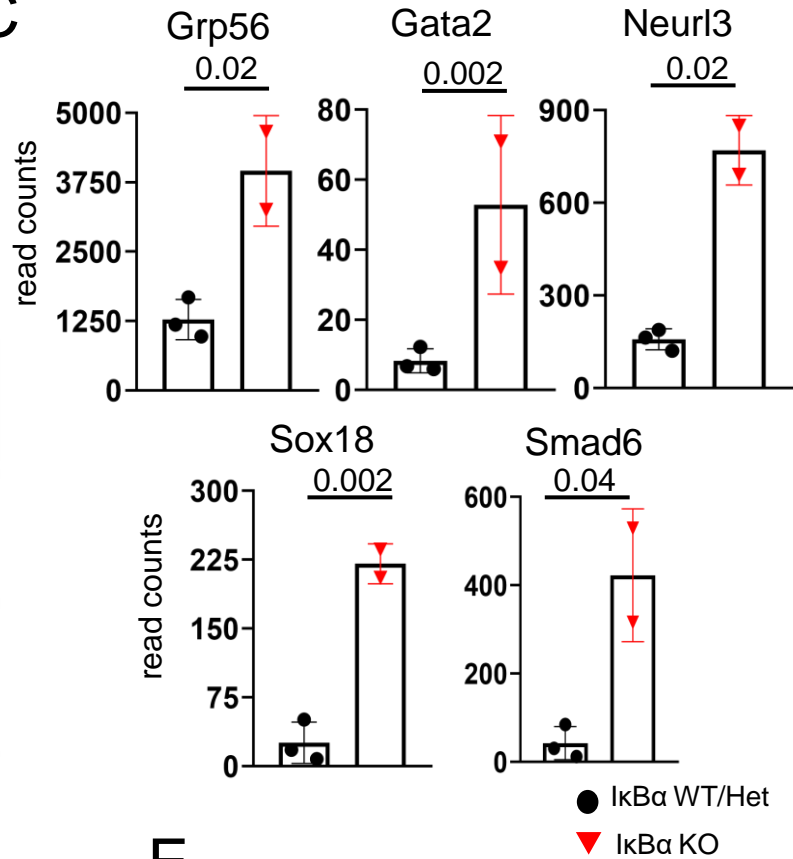 C
Grp56
Gata2
Neurl3
0.02
0.002
0.02
read counts
5000
3750
2500
1250
0
80
60
40
20
0
900
600
300
0
Sox18
Smad6
0.002
0.04
read counts
300
225
150
75
0
600
400
200
0
IκBα WT/Het
IκBα KO